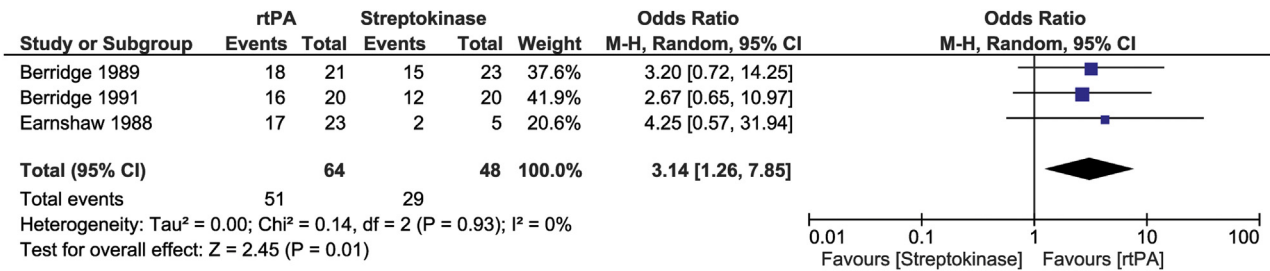 rtPA Streptokinase Odds Ratio Odds Ratio
Study or Subgroup Events Total Events Total Weight M-H, Random, 95% CI M-H, Random, 95% CI
Berridge 1989 18 21 15 23 37.6% 3.20 [0.72, 14.25]
Berridge 1991 16 20 12 20 41.9% 2.67 [0.65, 10.97]
Earnshaw 1988 17 23 2 5 20.6% 4.25 [0.57, 31.94]
Total (95% CI) 64 48 100.0% 3.14 [1.26, 7.85]
Total events 51 29
Heterogeneity: Tau² = 0.00; Chi² = 0.14, df = 2 (P = 0.93); I² = 0%
Test for overall effect: Z = 2.45 (P = 0.01)
0.01 0.1 1 10 100
Favours [Streptokinase] Favours [rtPA]